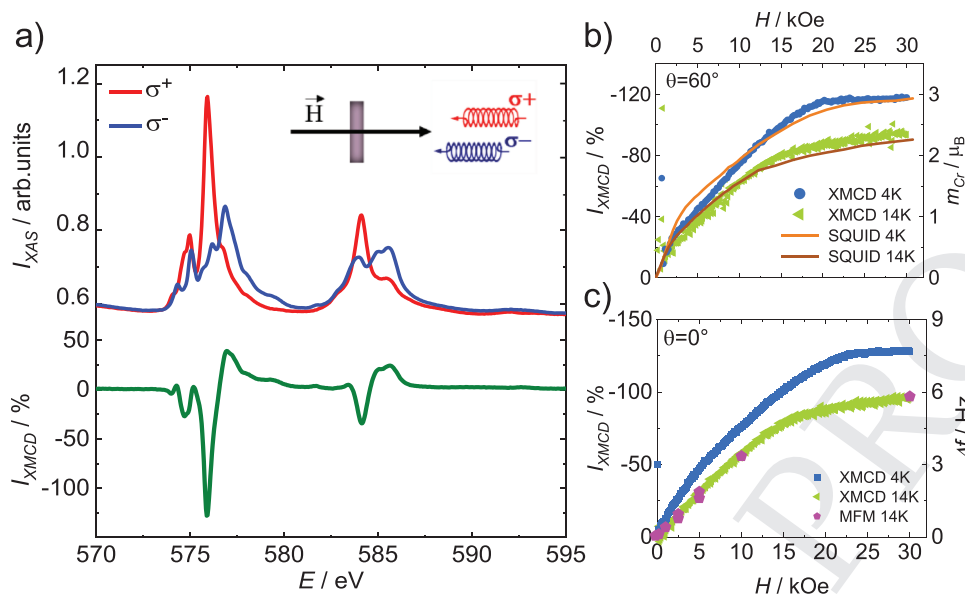 a)
σ+
σ-
H
σ+
σ−
I_XAS / arb.units
1.2
1.0
0.8
0.6
I_XMCD / %
50
0
-50
-100
570 575 580 585 590 595
E / eV
b)
H / kOe
0 5 10 15 20 25 30
θ=60°
I_XMCD / %
-120
-80
-40
0
3
2
1
0
m_Cr / μ_B
XMCD 4K
XMCD 14K
SQUID 4K
SQUID 14K
c)
θ=0°
I_XMCD / %
-150
-100
-50
0
9
6
3
0
Δf / Hz
XMCD 4K
XMCD 14K
MFM 14K
0 5 10 15 20 25 30
H / kOe
PRO